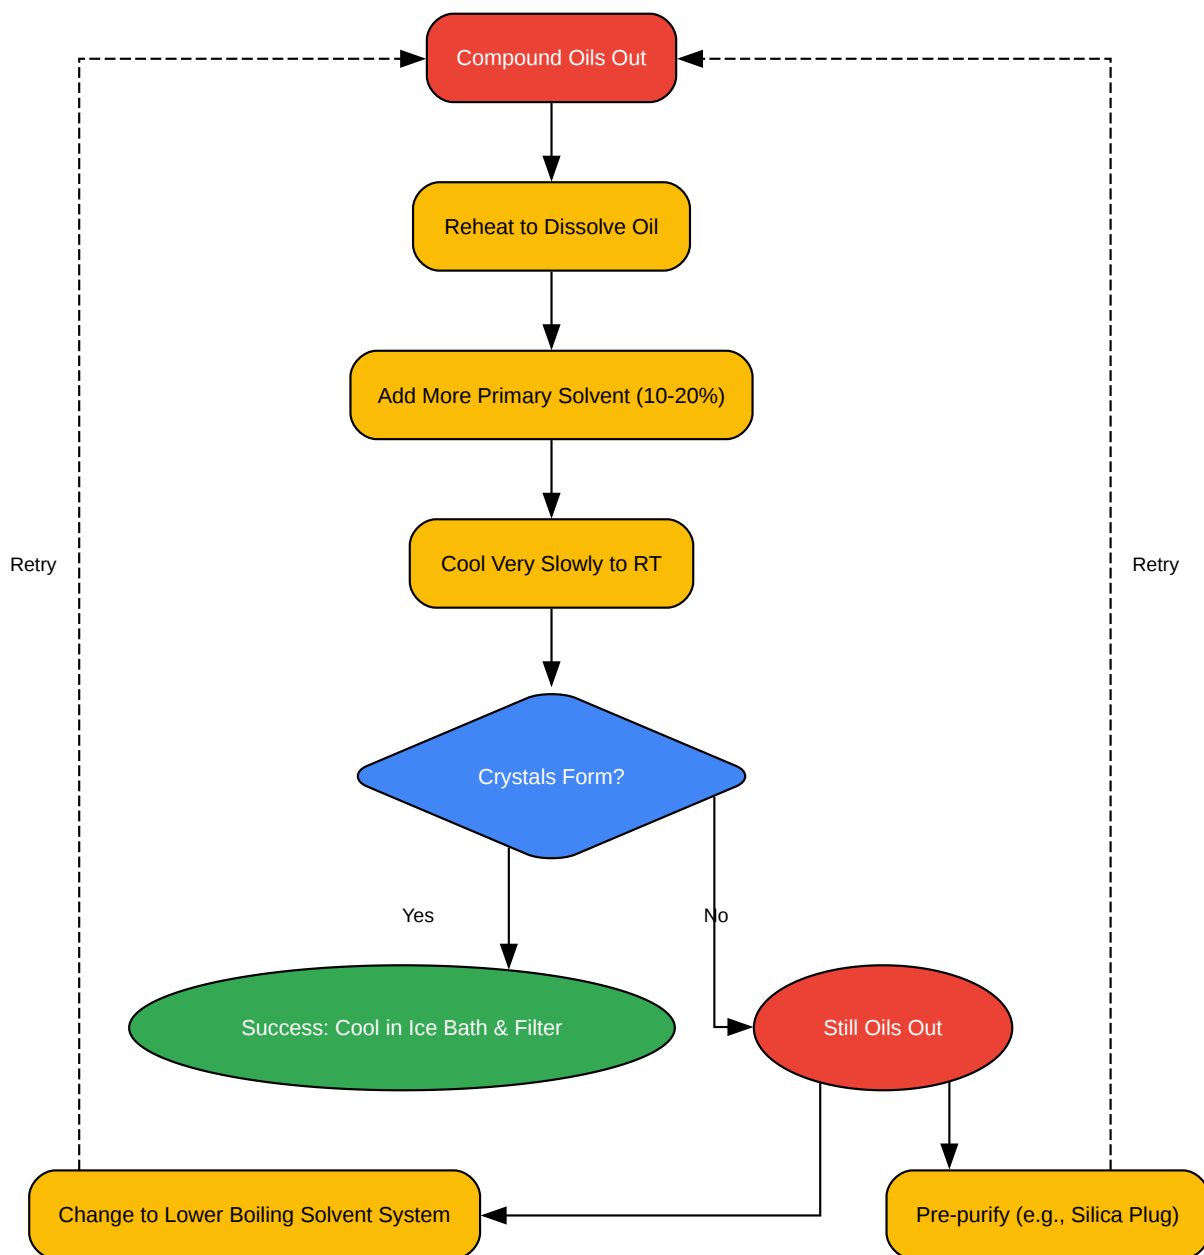 Compound Oils Out
Reheat to Dissolve Oil
Add More Primary Solvent (10-20%)
Cool Very Slowly to RT
Retry
Retry
Crystals Form?
Yes
No
Success: Cool in Ice Bath & Filter
Still Oils Out
Change to Lower Boiling Solvent System
Pre-purify (e.g., Silica Plug)